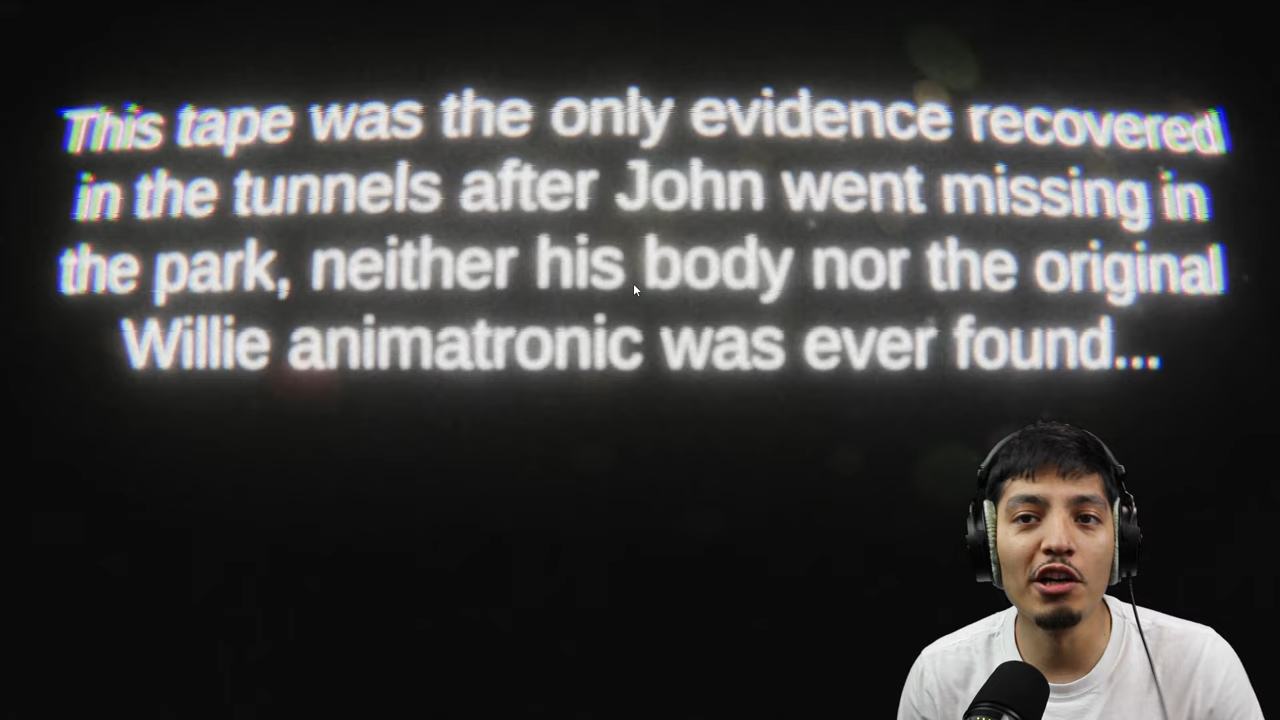 This tape was the only evidence recovered
in the tunnels after John went missing in
the park, neither his body nor the original
Willie animatronic was ever found...